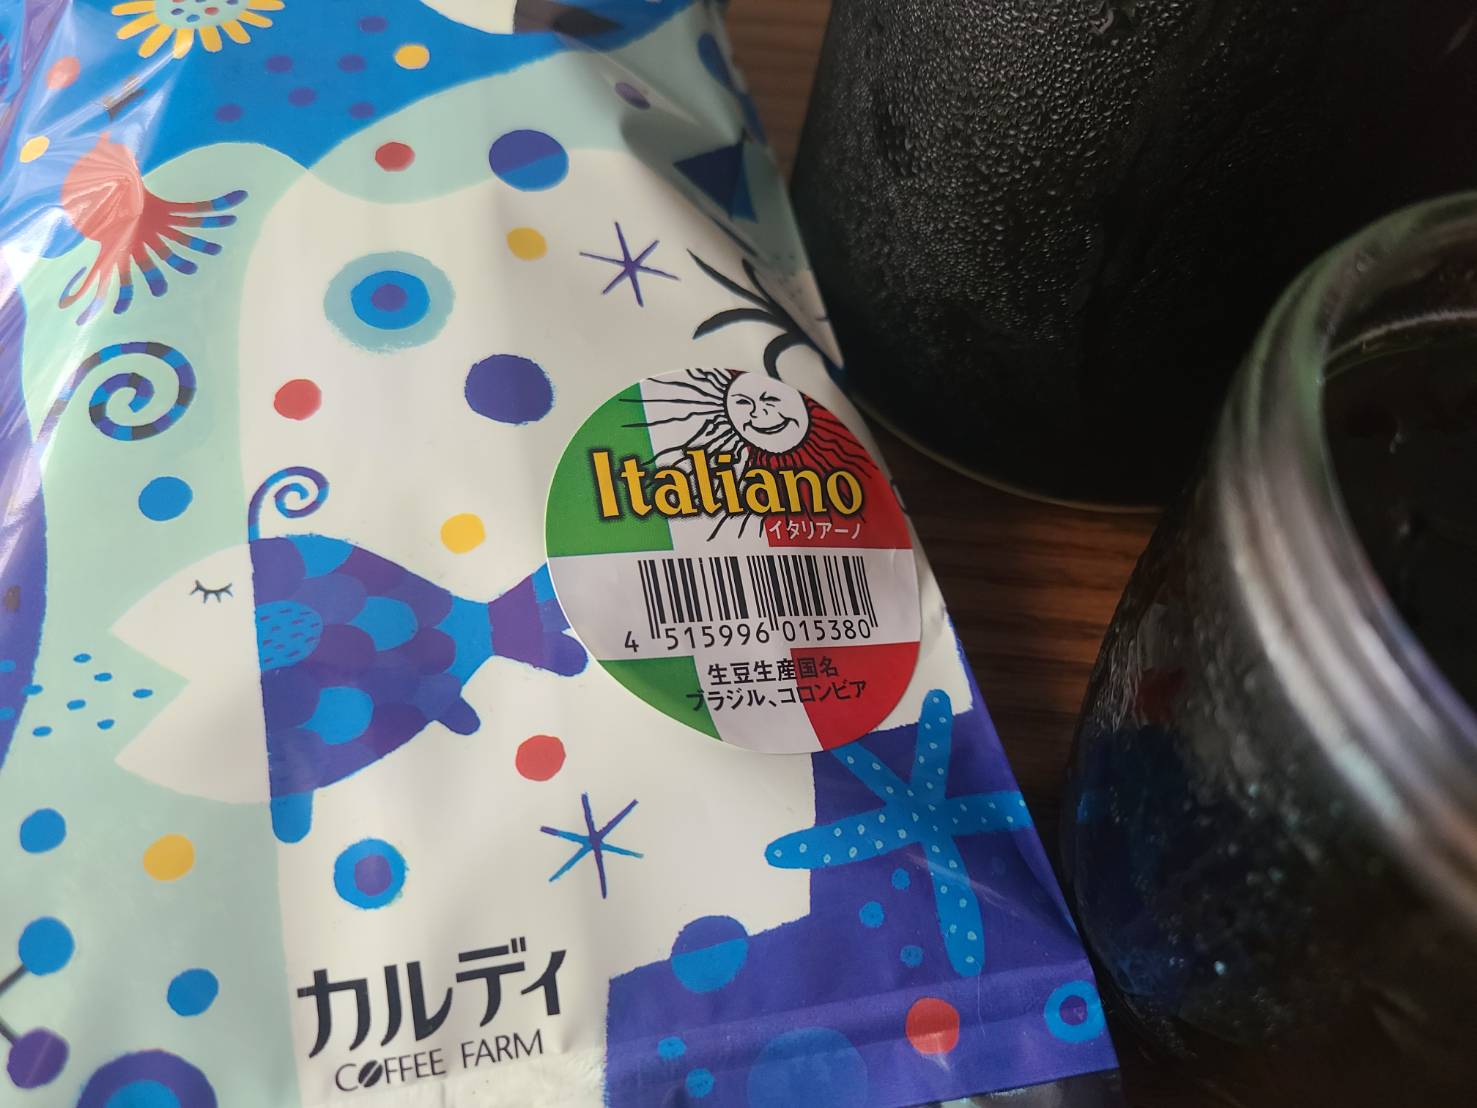 Italiano
イタリアーノ
4 515996 015380
生豆生産国名
ブラジル、コロンビア
カルディ
COFFEE FARM